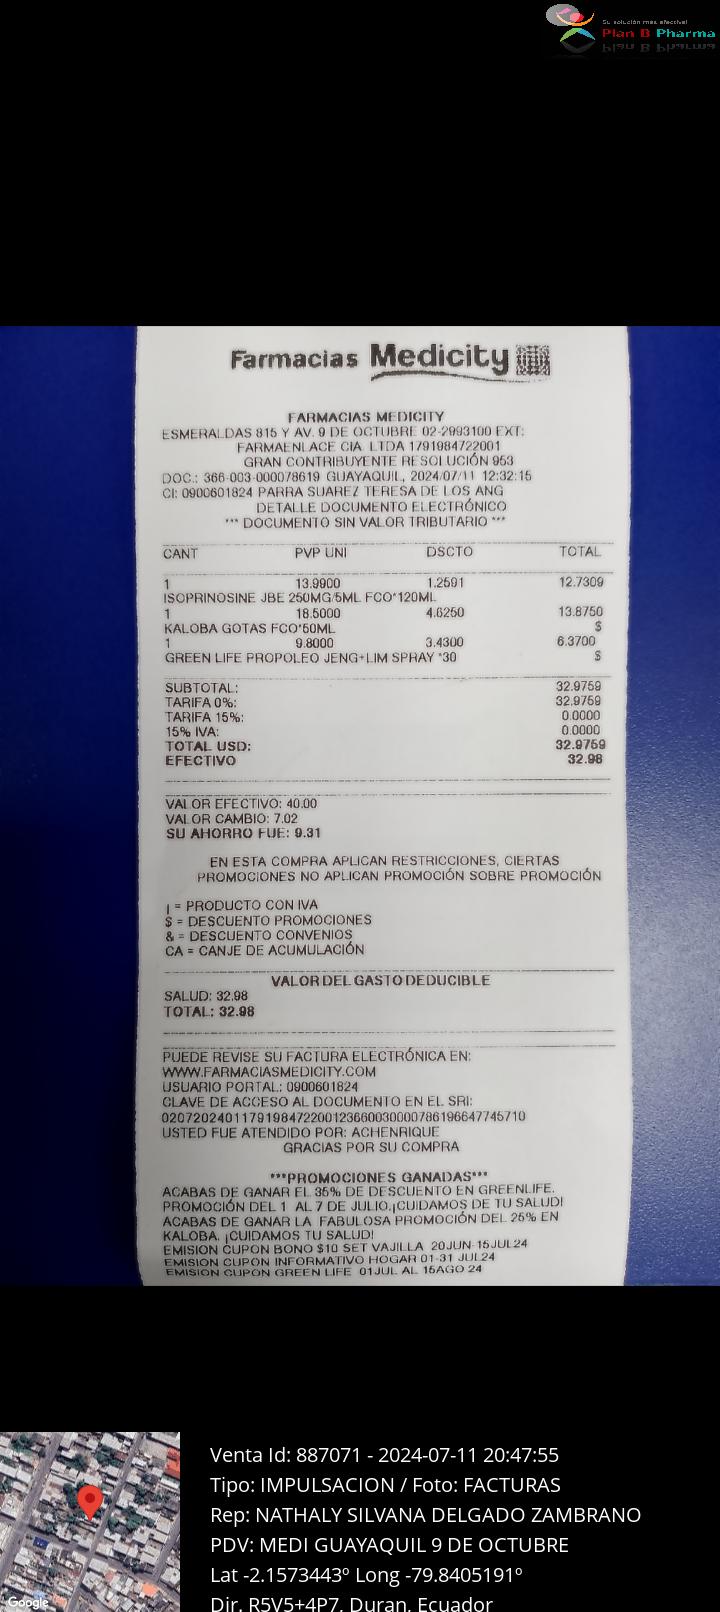 Su solución más efectiva!
Plan B Pharma
Farmacias Medicity
FARMACIAS MEDICITY
ESMERALDAS 815 Y AV. 9 DE OCTUBRE 02-2993100 EXT:
FARMAENLACE CIA. LTDA 1791984722001
GRAN CONTRIBUYENTE RESOLUCIÓN 953
DOC.: 366-003-000078619 GUAYAQUIL, 2024/07/11 12:32:15
CI: 0900601824 PARRA SUAREZ TERESA DE LOS ANG
DETALLE DOCUMENTO ELECTRÓNICO
*** DOCUMENTO SIN VALOR TRIBUTARIO ***
CANT PVP UNI DSCTO TOTAL
1 13.9900 1.2591 12.7309
ISOPRINOSINE JBE 250MG/5ML FCO*120ML
1 18.5000 4.6250 13.8750
KALOBA GOTAS FCO*50ML $
1 9.8000 3.4300 6.3700
GREEN LIFE PROPOLEO JENG+LIM SPRAY *30 $
SUBTOTAL: 32.9759
TARIFA 0%: 32.9759
TARIFA 15%: 0.0000
15% IVA: 0.0000
TOTAL USD: 32.9759
EFECTIVO 32.98
VALOR EFECTIVO: 40.00
VALOR CAMBIO: 7.02
SU AHORRO FUE: 9.31
EN ESTA COMPRA APLICAN RESTRICCIONES, CIERTAS
PROMOCIONES NO APLICAN PROMOCIÓN SOBRE PROMOCIÓN
| = PRODUCTO CON IVA
$ = DESCUENTO PROMOCIONES
& = DESCUENTO CONVENIOS
CA = CANJE DE ACUMULACIÓN
VALOR DEL GASTO DEDUCIBLE
SALUD: 32.98
TOTAL: 32.98
PUEDE REVISE SU FACTURA ELECTRÓNICA EN:
WWW.FARMACIASMEDICITY.COM
USUARIO PORTAL: 0900601824
CLAVE DE ACCESO AL DOCUMENTO EN EL SRI:
0207202401179198472200123660030000786196647745710
USTED FUE ATENDIDO POR: ACHENRIQUE
GRACIAS POR SU COMPRA
***PROMOCIONES GANADAS***
ACABAS DE GANAR EL 35% DE DESCUENTO EN GREENLIFE.
PROMOCIÓN DEL 1 AL 7 DE JULIO.¡CUIDAMOS DE TU SALUD!
ACABAS DE GANAR LA FABULOSA PROMOCIÓN DEL 25% EN
KALOBA. ¡CUIDAMOS TU SALUD!
EMISION CUPON BONO $10 SET VAJILLA 20JUN-15JUL24
EMISION CUPON INFORMATIVO HOGAR 01-31 JUL24
EMISION CUPON GREEN LIFE 01JUL AL 15AGO 24
Google
Venta Id: 887071 - 2024-07-11 20:47:55
Tipo: IMPULSACION / Foto: FACTURAS
Rep: NATHALY SILVANA DELGADO ZAMBRANO
PDV: MEDI GUAYAQUIL 9 DE OCTUBRE
Lat -2.1573443º Long -79.8405191º
Dir. R5V5+4P7, Duran, Ecuador